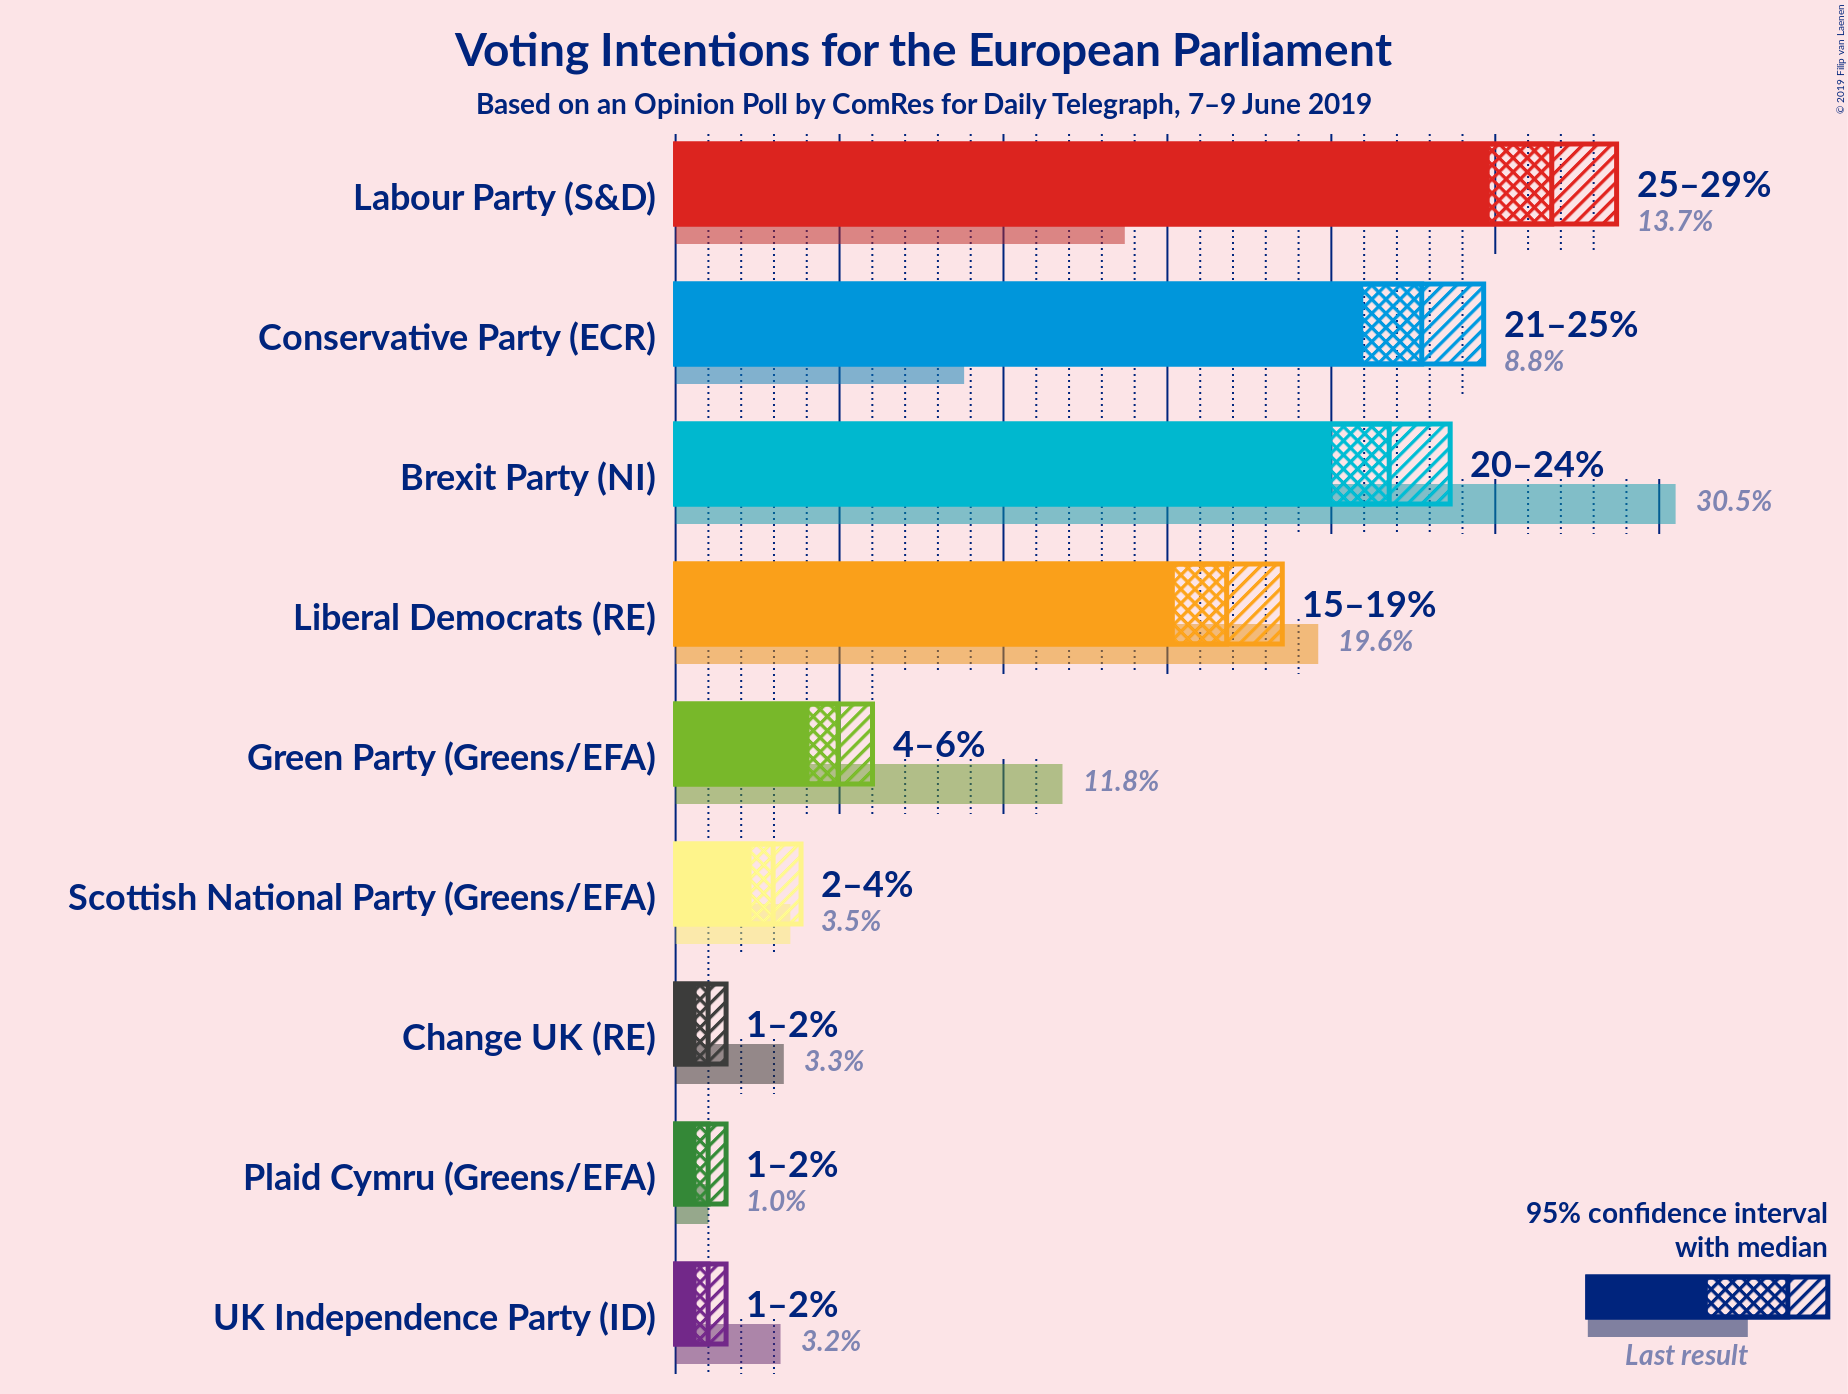 Voting Intentions for the European Parliament
Based on an Opinion Poll by ComRes for Daily Telegraph, 7–9 June 2019
© 2019 Filip van Laenen
Labour Party (S&D)
25–29%
13.7%
Conservative Party (ECR)
21–25%
8.8%
Brexit Party (NI)
20–24%
30.5%
Liberal Democrats (RE)
15–19%
19.6%
Green Party (Greens/EFA)
4–6%
11.8%
Scottish National Party (Greens/EFA)
2–4%
3.5%
Change UK (RE)
1–2%
3.3%
Plaid Cymru (Greens/EFA)
1–2%
1.0%
UK Independence Party (ID)
1–2%
3.2%
95% confidence interval
with median
Last result